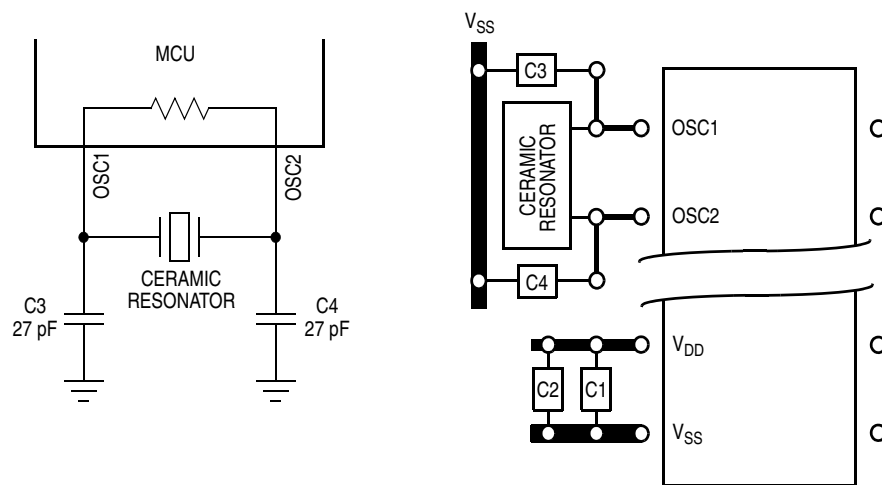 MCU
OSC1
OSC2
CERAMIC
RESONATOR
C3
27 pF
C4
27 pF
VSS
C3
CERAMIC
RESONATOR
C4
OSC1
OSC2
VDD
C2
C1
VSS